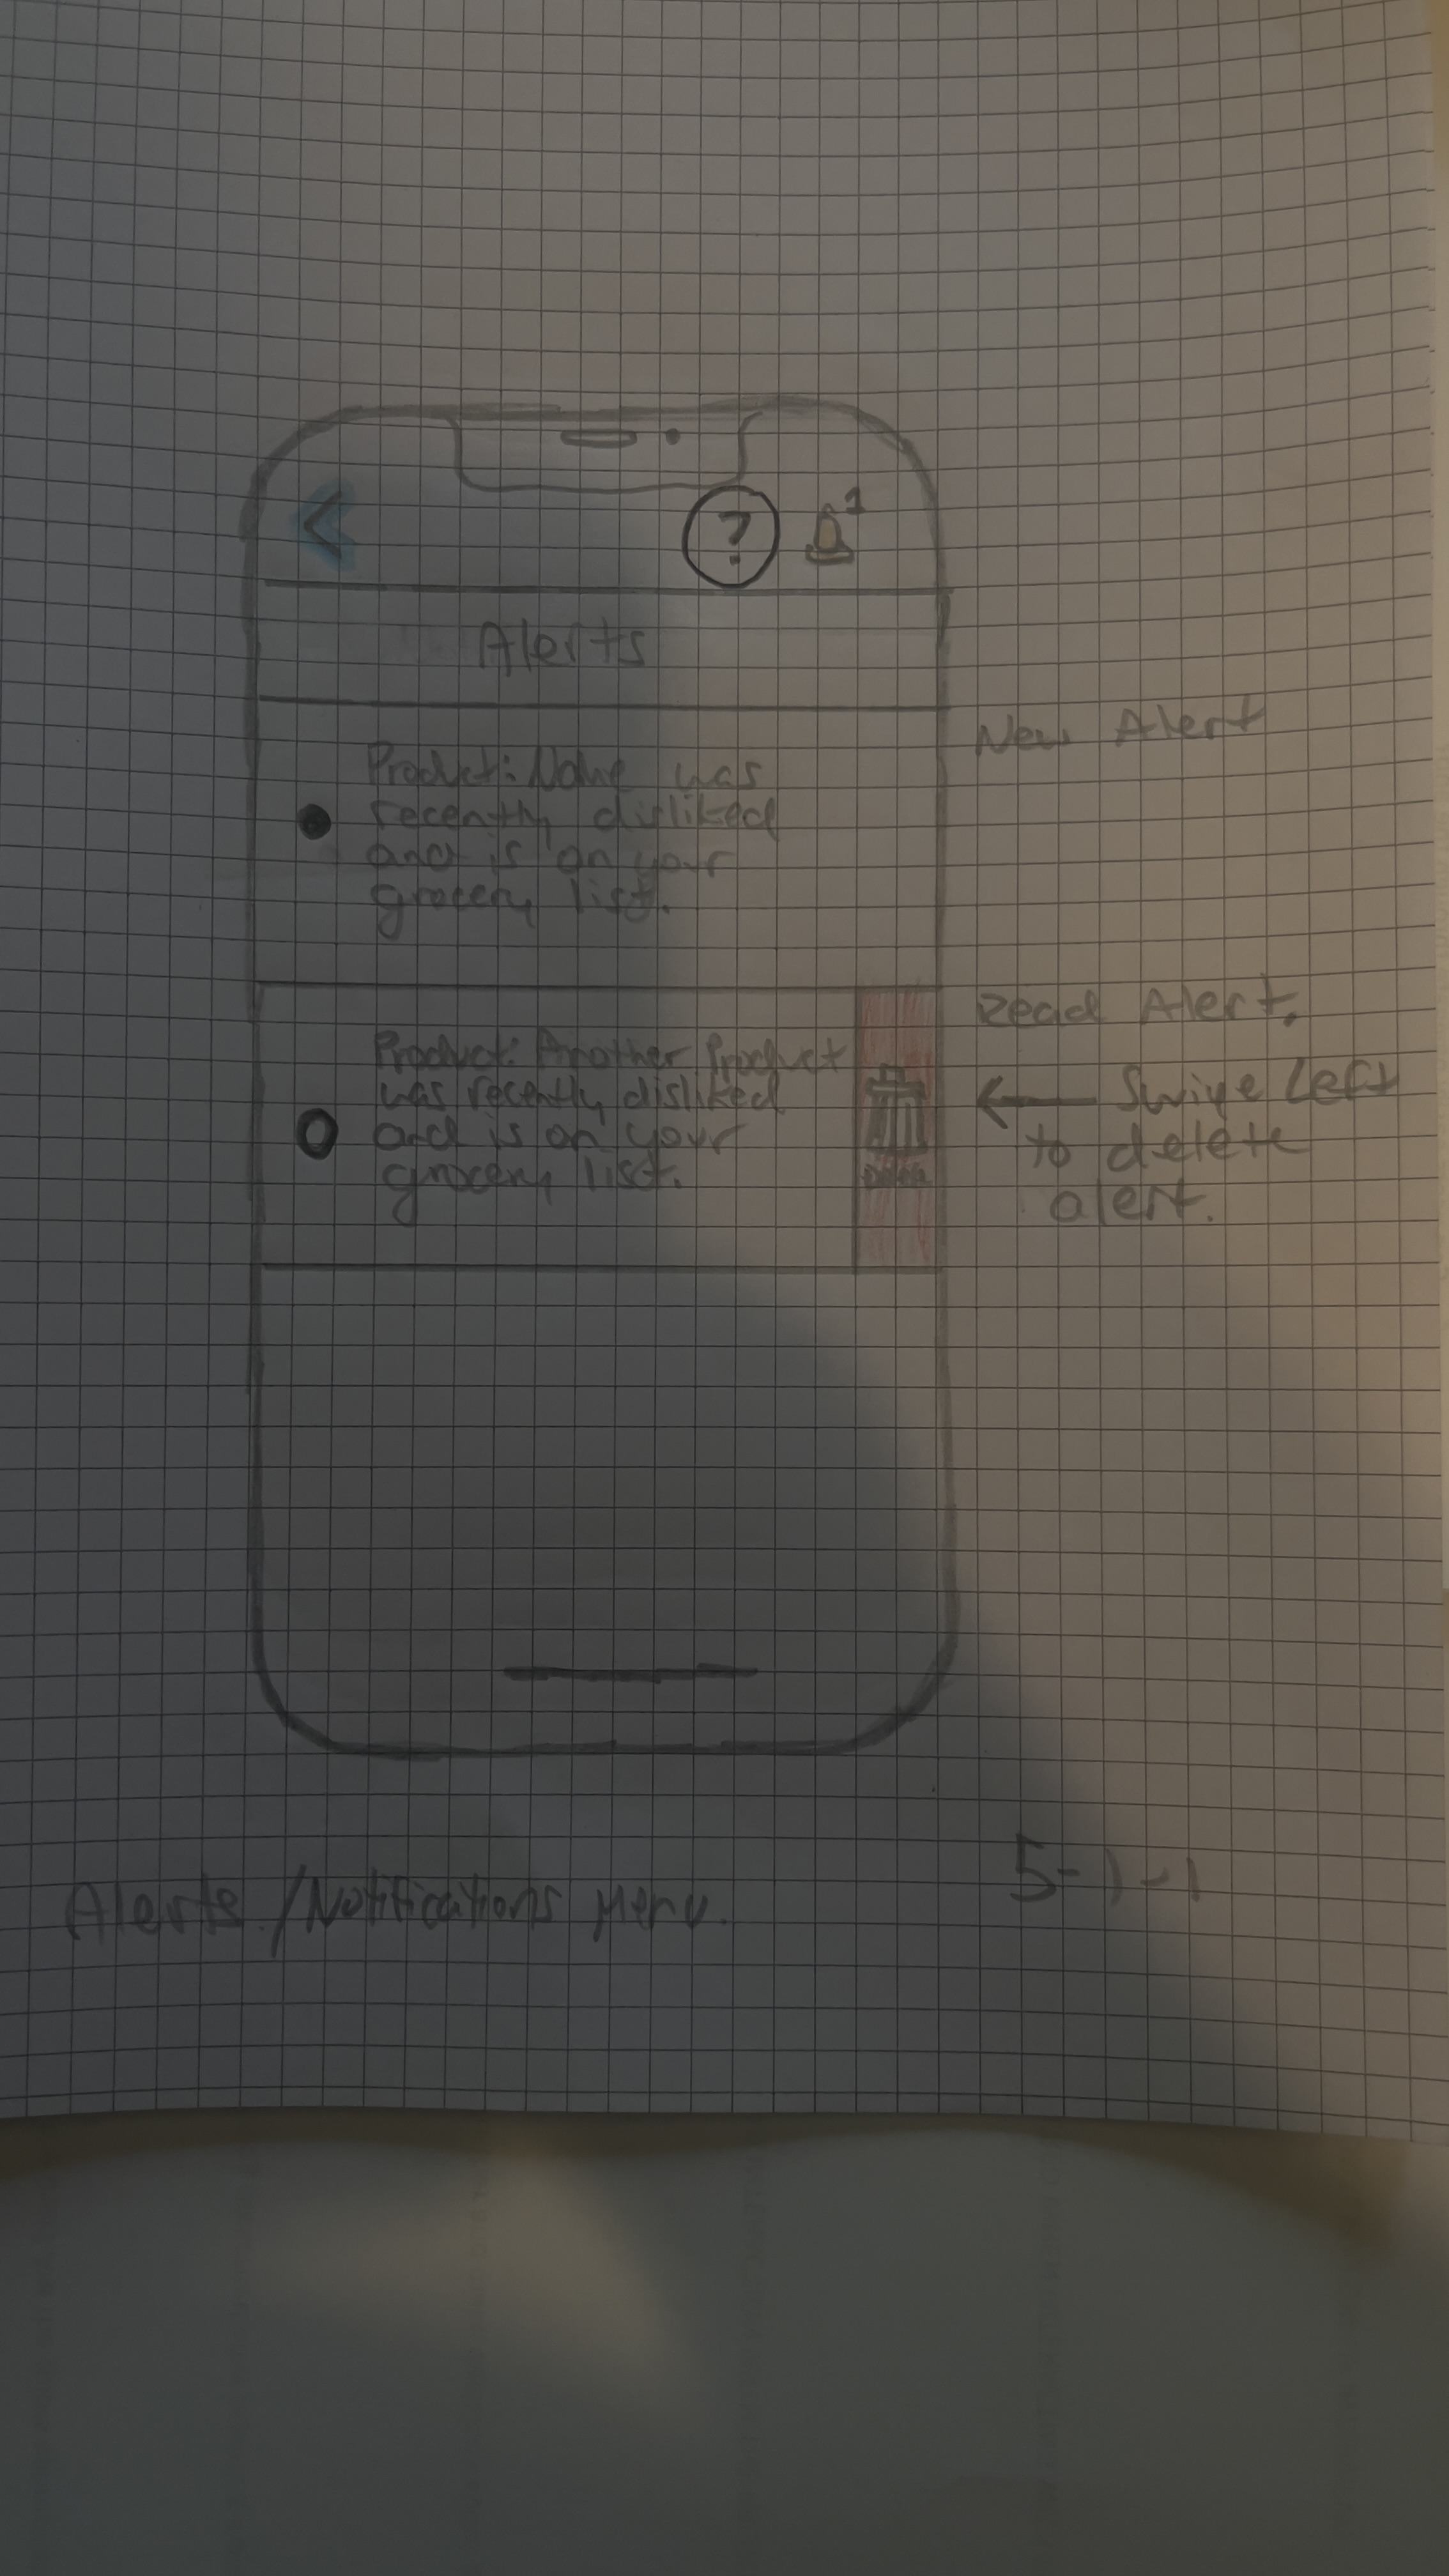 ?
1
Alerts
New Alert
Product: Name was
recently disliked
and is on your
grocery list.
Read Alert.
Product: Another Product
was recently disliked
and is on your
grocery list.
Delete
Swipe Left
to delete
alert.
Alerts/Notifications Menu.
5-1-1